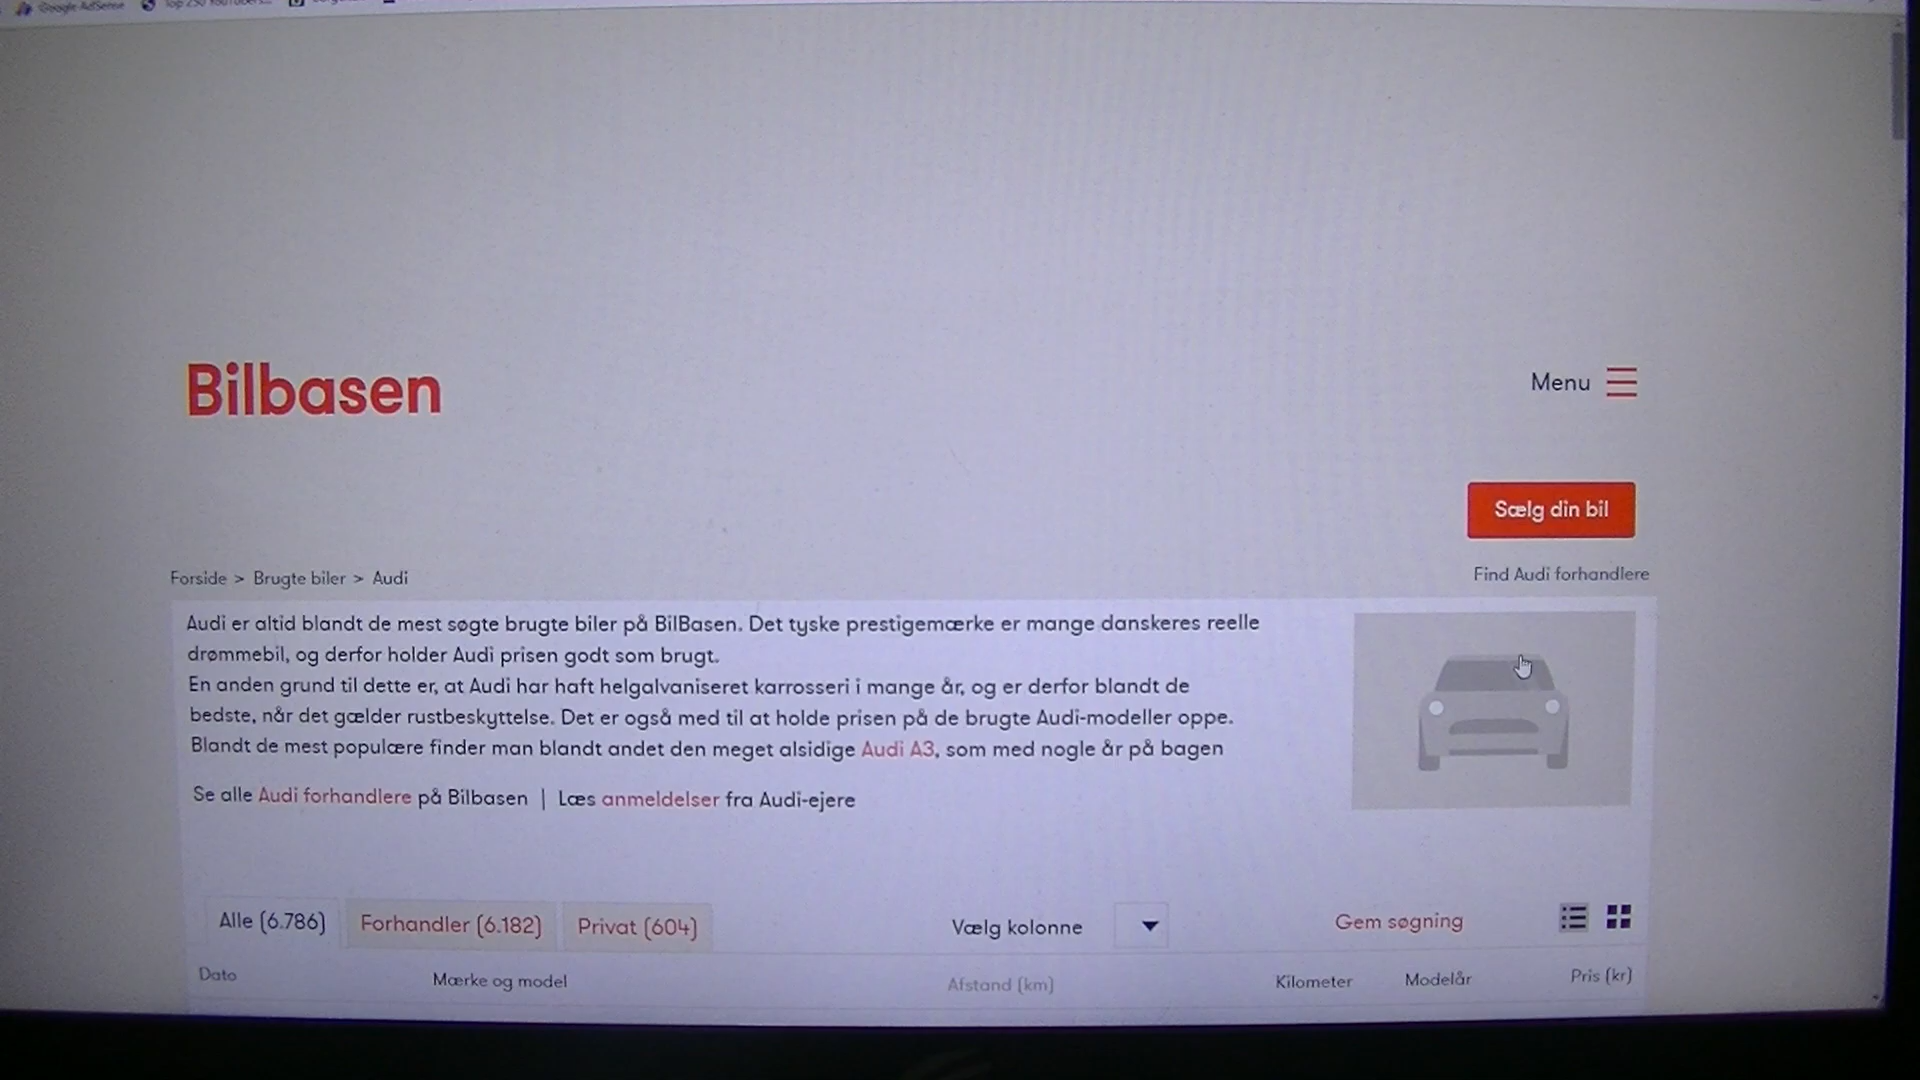 Google AdSense
Top 250 YouTubers...
Bilbasen
Menu
Sælg din bil
Forside > Brugte biler > Audi
Find Audi forhandlere
Audi er altid blandt de mest søgte brugte biler på BilBasen. Det tyske prestigemærke er mange danskeres reelle
drømmebil, og derfor holder Audi prisen godt som brugt.
En anden grund til dette er, at Audi har haft helgalvaniseret karrosseri i mange år, og er derfor blandt de
bedste, når det gælder rustbeskyttelse. Det er også med til at holde prisen på de brugte Audi-modeller oppe.
Blandt de mest populære finder man blandt andet den meget alsidige Audi A3, som med nogle år på bagen
Se alle Audi forhandlere på Bilbasen | Læs anmeldelser fra Audi-ejere
Alle (6.786) Forhandler (6.182) Privat (604) Vælg kolonne Gem søgning
Dato Mærke og model Afstand (km) Kilometer Modelår Pris (kr)